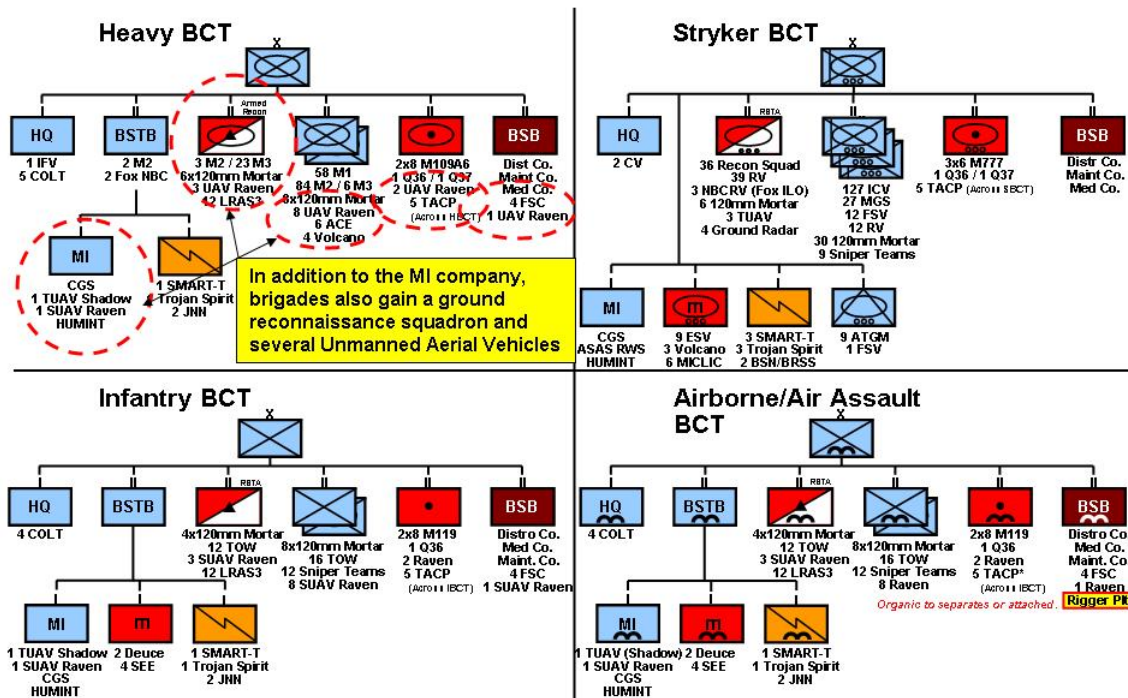 Heavy BCT
X
HQ
1 IFV
5 COLT
BSTB
2 M2
2 Fox NBC
Armed
Recon
3 M2 / 23 M3
6x120mm Mortar
3 UAV Raven
12 LRAS3
58 M1
84 M2 / 6 M3
8x120mm Mortar
8 UAV Raven
6 ACE
4 Volcano
2x8 M109A6
1 Q36 / 1 Q37
2 UAV Raven
5 TACP
(Across HBCT)
BSB
Dist Co.
Maint Co.
Med Co.
4 FSC
1 UAV Raven
MI
CGS
1 TUAV Shadow
1 SUAV Raven
HUMINT
1 SMART-T
1 Trojan Spirit
2 JNN
In addition to the MI company,
brigades also gain a ground
reconnaissance squadron and
several Unmanned Aerial Vehicles
Stryker BCT
X
HQ
2 CV
RSTA
36 Recon Squad
39 RV
3 NBCRV (Fox ILO)
6 120mm Mortar
3 TUAV
4 Ground Radar
127 ICV
27 MGS
12 FSV
12 RV
30 120mm Mortar
9 Sniper Teams
3x6 M777
1 Q36 / 1 Q37
5 TACP (Across SBCT)
BSB
Distr Co.
Maint Co.
Med Co.
MI
CGS
ASAS RWS
HUMINT
E
9 ESV
3 Volcano
6 MICLIC
3 SMART-T
3 Trojan Spirit
2 BSN/BRSS
9 ATGM
1 FSV
Infantry BCT
X
HQ
4 COLT
BSTB
RSTA
4x120mm Mortar
12 TOW
3 SUAV Raven
12 LRAS3
8x120mm Mortar
16 TOW
12 Sniper Teams
8 SUAV Raven
2x8 M119
1 Q36
2 Raven
5 TACP
(Across IBCT)
BSB
Distro Co.
Med Co.
Maint. Co.
4 FSC
1 SUAV Raven
MI
1 TUAV Shadow
1 SUAV Raven
CGS
HUMINT
E
2 Deuce
4 SEE
1 SMART-T
1 Trojan Spirit
2 JNN
Airborne/Air Assault
BCT
X
HQ
4 COLT
BSTB
RSTA
4x120mm Mortar
12 TOW
3 SUAV Raven
12 LRAS3
8x120mm Mortar
16 TOW
12 Sniper Teams
8 Raven
2x8 M119
1 Q36
2 Raven
5 TACP*
(Across IBCT)
BSB
Distro Co.
Med Co.
Maint. Co.
4 FSC
1 Raven
Organic to separates or attached.
Rigger Plt
MI
1 TUAV (Shadow)
1 SUAV Raven
CGS
HUMINT
E
2 Deuce
4 SEE
1 SMART-T
1 Trojan Spirit
2 JNN